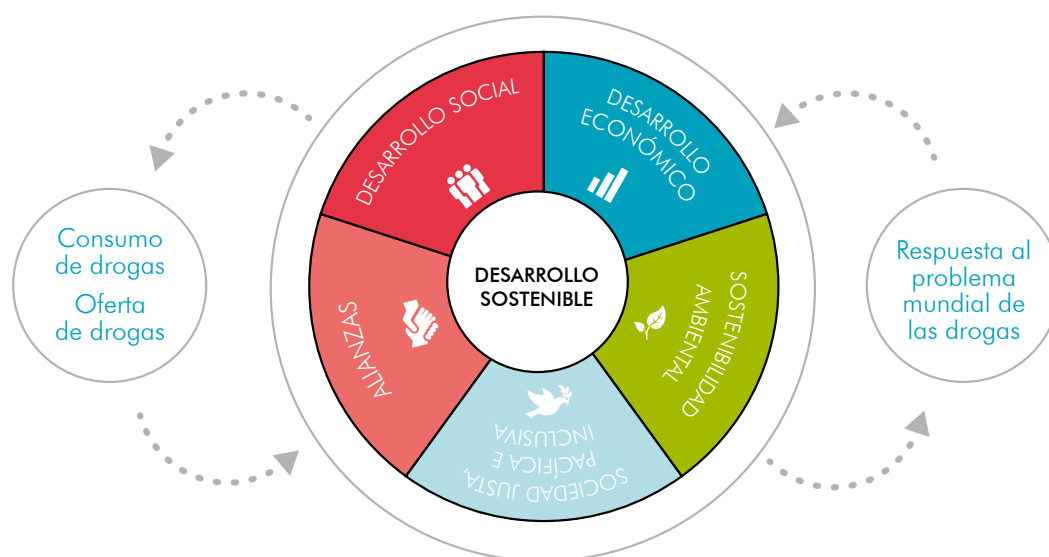 DESARROLLO SOCIAL
DESARROLLO
ECONÓMICO
Consumo
de drogas
Oferta
de drogas
DESARROLLO
SOSTENIBLE
Respuesta al
problema
mundial de
las drogas
ALIANZAS
SOSTENIBILIDAD
AMBIENTAL
SOCIEDAD JUSTA,
PACÍFICA E
INCLUSIVA